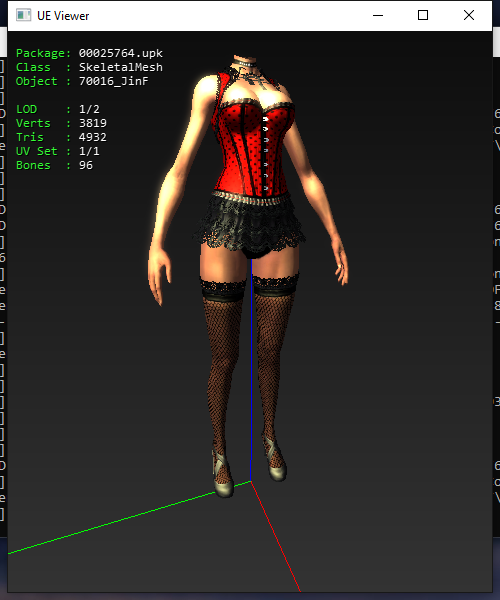 UE Viewer
Package: 00025764.upk
Class  : SkeletalMesh
Object : 70016_JinF
LOD    : 1/2
Verts  : 3819
Tris   : 4932
UV Set : 1/1
Bones  : 96